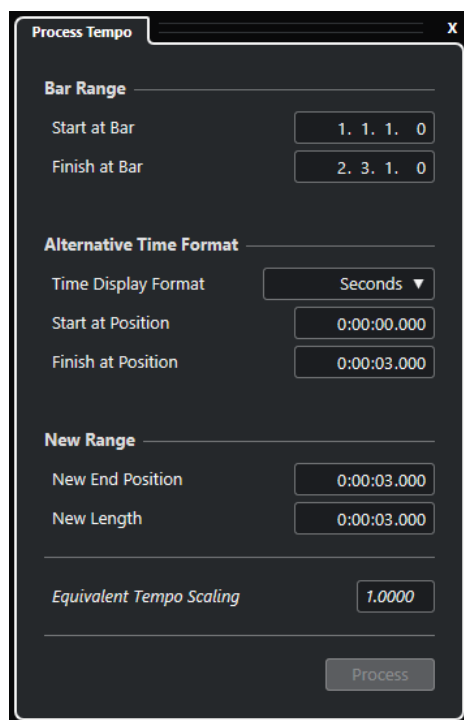 Process Tempo X
Bar Range
Start at Bar 1. 1. 1. 0
Finish at Bar 2. 3. 1. 0
Alternative Time Format
Time Display Format Seconds ▼
Start at Position 0:00:00.000
Finish at Position 0:00:03.000
New Range
New End Position 0:00:03.000
New Length 0:00:03.000
Equivalent Tempo Scaling 1.0000
Process